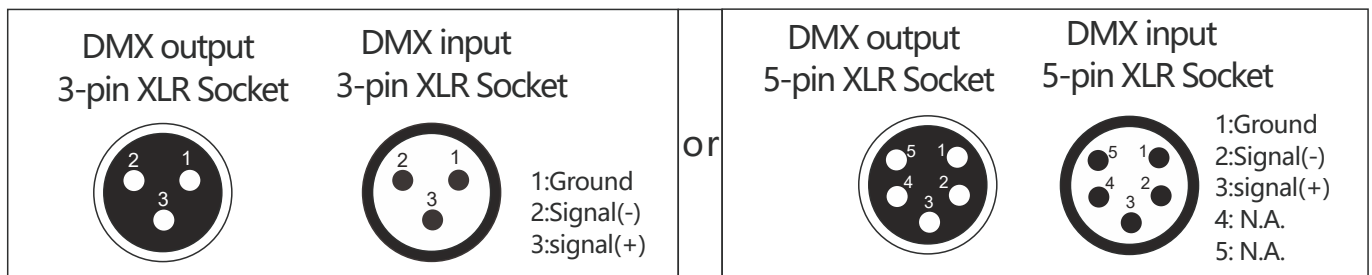 DMX output
3-pin XLR Socket
DMX input
3-pin XLR Socket
2 1
3
2 1
3
1:Ground
2:Signal(-)
3:signal(+)
or
DMX output
5-pin XLR Socket
DMX input
5-pin XLR Socket
5 1
4 2
3
5 1
4 2
3
1:Ground
2:Signal(-)
3:signal(+)
4: N.A.
5: N.A.